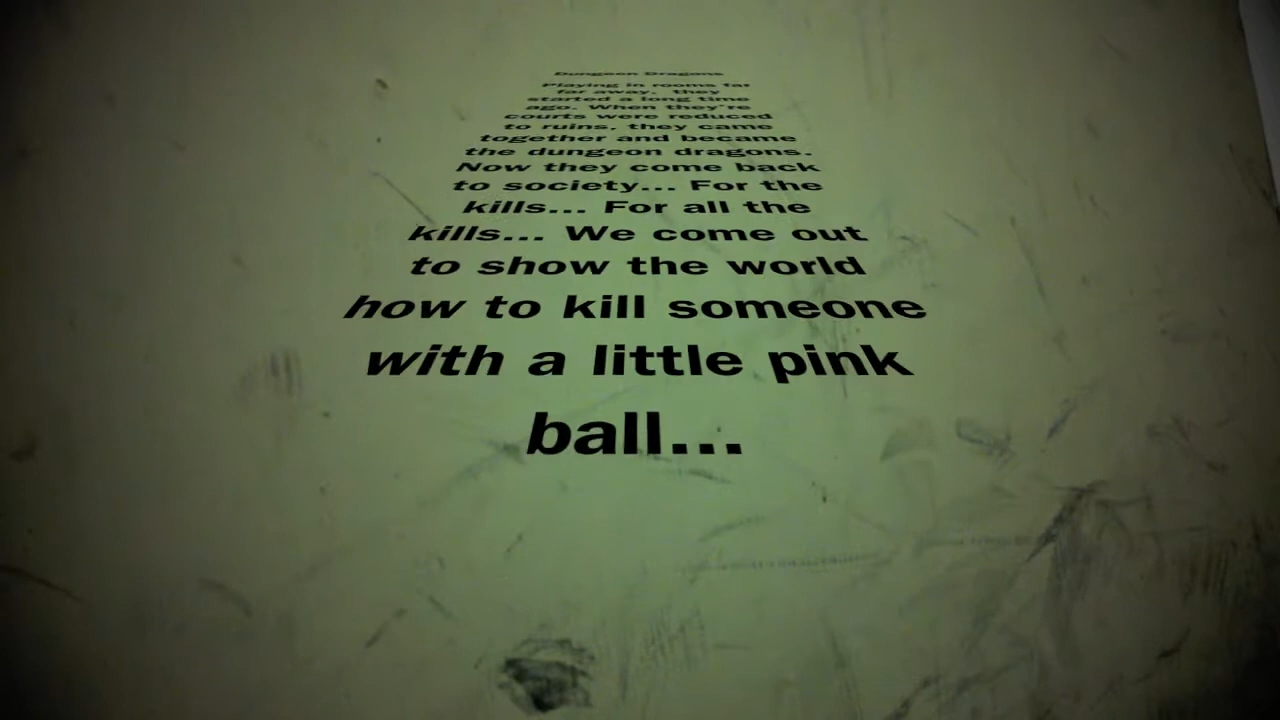 Dungeon Dragons
Playing in rooms far
far away, they
started a long time
ago. When they're
courts were reduced
to ruins, they came
together and became
the dungeon dragons.
Now they come back
to society... For the
kills... For all the
kills... We come out
to show the world
how to kill someone
with a little pink
ball...